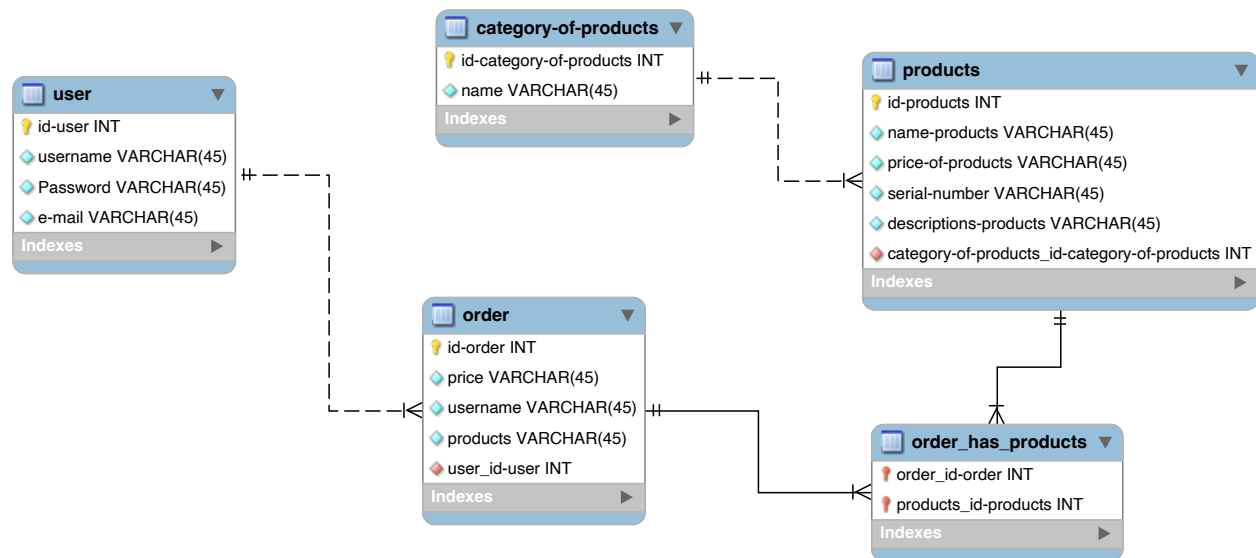 category-of-products
id-category-of-products INT
name VARCHAR(45)
Indexes
products
id-products INT
name-products VARCHAR(45)
price-of-products VARCHAR(45)
serial-number VARCHAR(45)
descriptions-products VARCHAR(45)
category-of-products_id-category-of-products INT
Indexes
user
id-user INT
username VARCHAR(45)
Password VARCHAR(45)
e-mail VARCHAR(45)
Indexes
order
id-order INT
price VARCHAR(45)
username VARCHAR(45)
products VARCHAR(45)
user_id-user INT
Indexes
order_has_products
order_id-order INT
products_id-products INT
Indexes